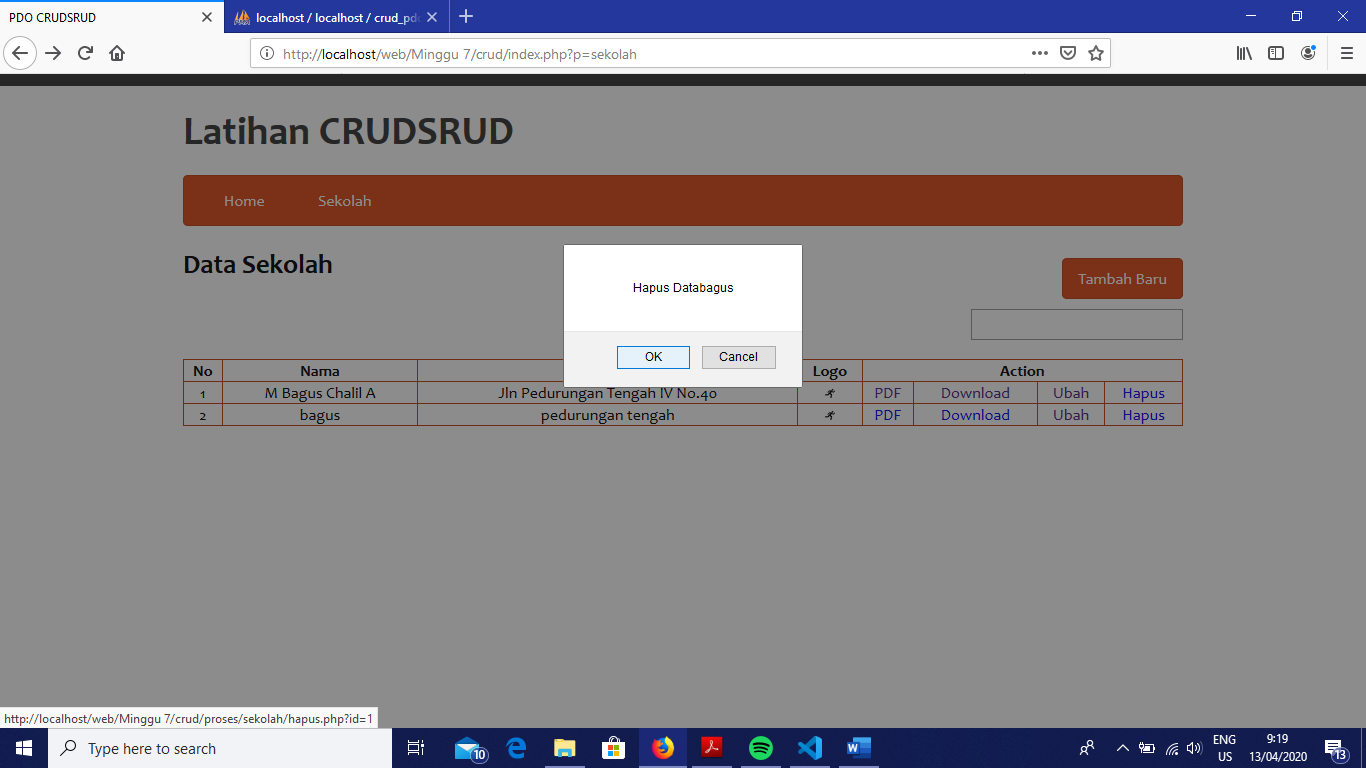 PDO CRUDSRUD
localhost / localhost / crud_pdo
http://localhost/web/Minggu 7/crud/index.php?p=sekolah
Latihan CRUDSRUD
Home Sekolah
Data Sekolah
Tambah Baru
Hapus Databagus
OK Cancel
No Nama Logo Action
1 M Bagus Chalil A Jln Pedurungan Tengah IV No.40 PDF Download Ubah Hapus
2 bagus pedurungan tengah PDF Download Ubah Hapus
http://localhost/web/Minggu 7/crud/proses/sekolah/hapus.php?id=1
Type here to search
10
ENG
US
9:19
13/04/2020
13